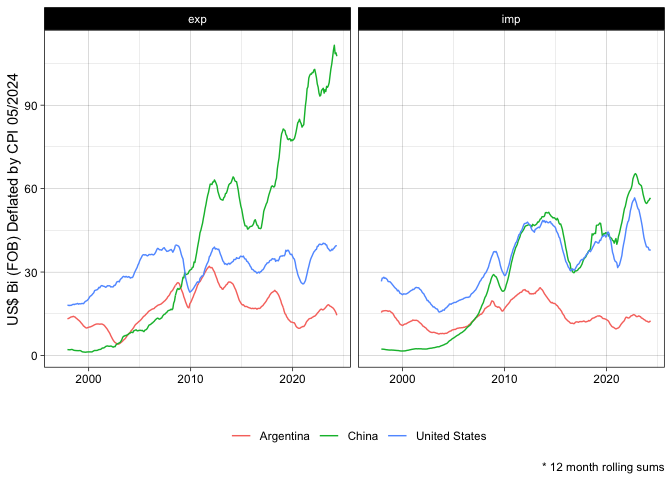 exp
imp
US$ Bi (FOB) Deflated by CPI 05/2024
90
60
30
0
2000
2010
2020
2000
2010
2020
Argentina
China
United States
* 12 month rolling sums